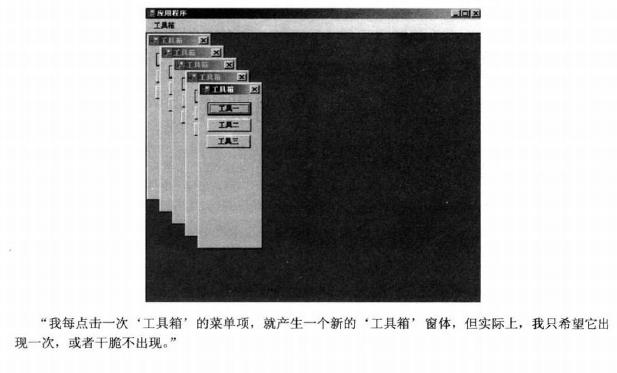 应用程序
工具箱
工具箱
工具箱
工具箱
工具箱
工具箱
工具一
工具二
工具三
“我每点击一次‘工具箱’的菜单项，就产生一个新的‘工具箱’窗体，但实际上，我只希望它出
现一次，或者干脆不出现。”